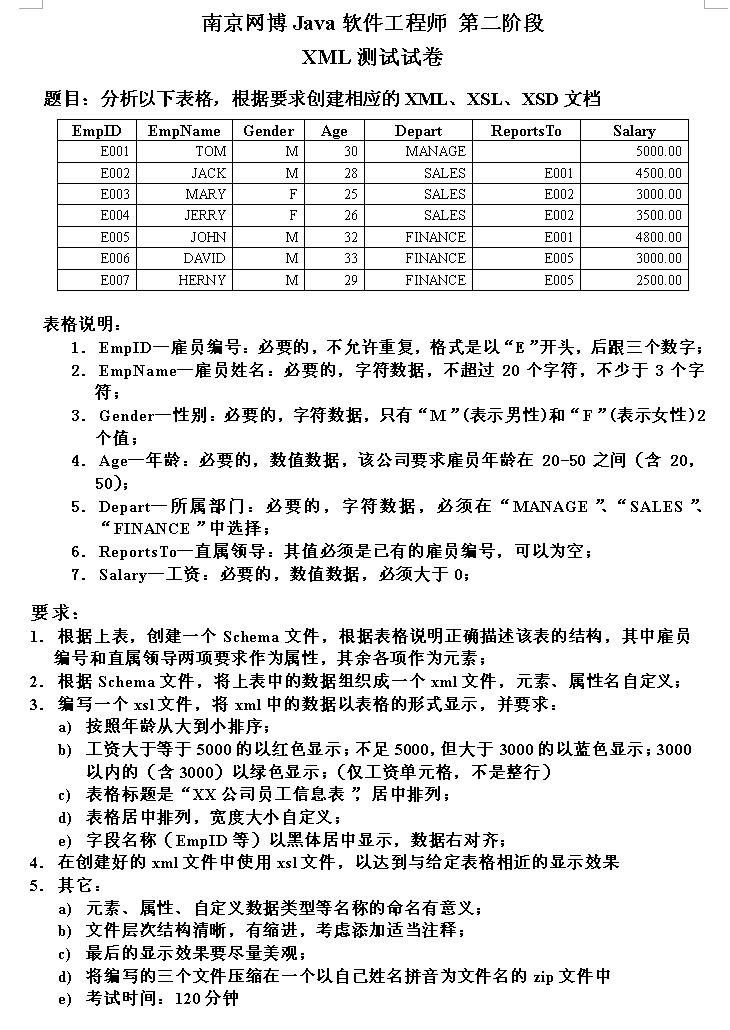 南京网博 Java 软件工程师 第二阶段
XML 测试试卷
题目：分析以下表格，根据要求创建相应的 XML、XSL、XSD 文档
EmpID EmpName Gender Age Depart ReportsTo Salary
E001 TOM M 30 MANAGE 5000.00
E002 JACK M 28 SALES E001 4500.00
E003 MARY F 25 SALES E002 3000.00
E004 JERRY F 26 SALES E002 3500.00
E005 JOHN M 32 FINANCE E001 4800.00
E006 DAVID M 33 FINANCE E005 3000.00
E007 HERNY M 29 FINANCE E005 2500.00
表格说明：
1. EmpID—雇员编号：必要的，不允许重复，格式是以“E”开头，后跟三个数字；
2. EmpName—雇员姓名：必要的，字符数据，不超过 20 个字符，不少于 3 个字
符；
3. Gender—性别：必要的，字符数据，只有“M”(表示男性)和“F”(表示女性)2
个值；
4. Age—年龄：必要的，数值数据，该公司要求雇员年龄在 20-50 之间（含 20，
50)；
5. Depart—所属部门：必要的，字符数据，必须在“MANAGE”、“SALES”、
“FINANCE”中选择；
6. ReportsTo—直属领导：其值必须是已有的雇员编号，可以为空；
7. Salary—工资：必要的，数值数据，必须大于 0；
要求：
1. 根据上表，创建一个 Schema 文件，根据表格说明正确描述该表的结构，其中雇员
编号和直属领导两项要求作为属性，其余各项作为元素；
2. 根据 Schema 文件，将上表中的数据组织成一个 xml 文件，元素、属性名自定义；
3. 编写一个 xsl 文件，将 xml 中的数据以表格的形式显示，并要求：
a) 按照年龄从大到小排序；
b) 工资大于等于 5000 的以红色显示；不足 5000，但大于 3000 的以蓝色显示；3000
以内的（含 3000）以绿色显示；（仅工资单元格，不是整行）
c) 表格标题是“XX 公司员工信息表”，居中排列；
d) 表格居中排列，宽度大小自定义；
e) 字段名称（EmpID 等）以黑体居中显示，数据右对齐；
4. 在创建好的 xml 文件中使用 xsl 文件，以达到与给定表格相近的显示效果
5. 其它：
a) 元素、属性、自定义数据类型等名称的命名有意义；
b) 文件层次结构清晰，有缩进，考虑添加适当注释；
c) 最后的显示效果要尽量美观；
d) 将编写的三个文件压缩在一个以自己姓名拼音为文件名的 zip 文件中
e) 考试时间：120 分钟